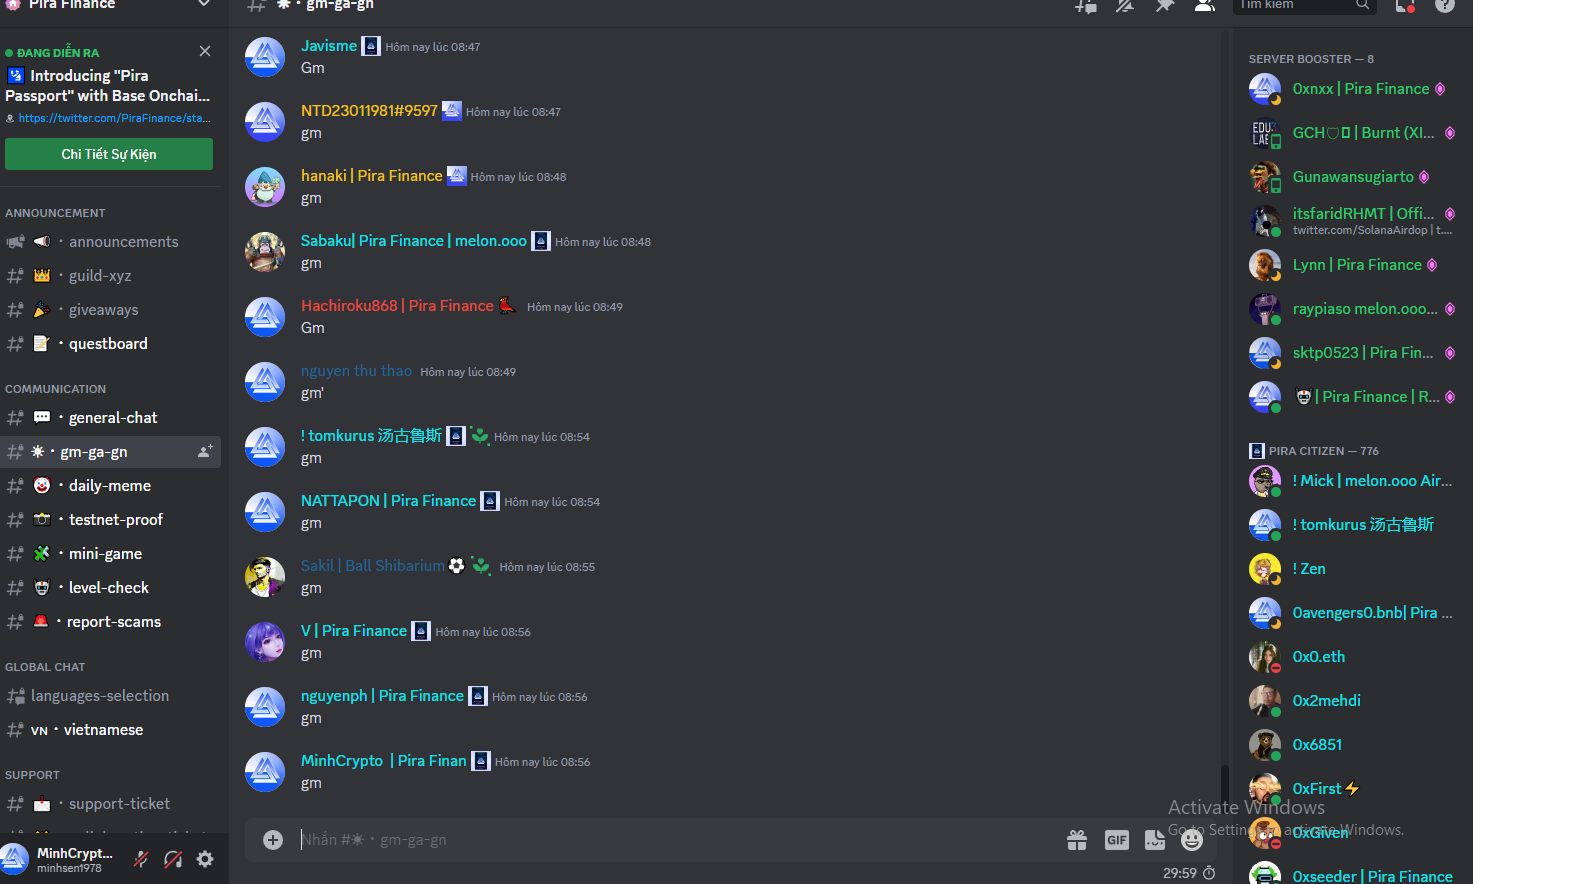 Pira Finance
ĐANG DIỄN RA
Introducing "Pira
Passport" with Base Onchai...
https://twitter.com/PiraFinance/sta...
Chi Tiết Sự Kiện
ANNOUNCEMENT
announcements
guild-xyz
giveaways
questboard
COMMUNICATION
general-chat
gm-ga-gn
daily-meme
testnet-proof
mini-game
level-check
report-scams
GLOBAL CHAT
languages-selection
VN · vietnamese
SUPPORT
support-ticket
MinhCrypt...
minhsen1978
gm-ga-gn
Javisme Hôm nay lúc 08:47
Gm
NTD23011981#9597 Hôm nay lúc 08:47
gm
hanaki | Pira Finance Hôm nay lúc 08:48
gm
Sabaku| Pira Finance | melon.ooo Hôm nay lúc 08:48
gm
Hachiroku868 | Pira Finance Hôm nay lúc 08:49
Gm
nguyen thu thao Hôm nay lúc 08:49
gm'
! tomkurus 汤古鲁斯 Hôm nay lúc 08:54
gm
NATTAPON | Pira Finance Hôm nay lúc 08:54
gm
Sakil | Ball Shibarium Hôm nay lúc 08:55
gm
V | Pira Finance Hôm nay lúc 08:56
gm
nguyenph | Pira Finance Hôm nay lúc 08:56
gm
MinhCrypto | Pira Finan Hôm nay lúc 08:56
gm
Nhắn #☀ · gm-ga-gn
GIF
29:59
Tìm kiếm
SERVER BOOSTER — 8
0xnxx | Pira Finance
GCH | Burnt (XI...
Gunawansugiarto
itsfaridRHMT | Offi...
twitter.com/SolanaAirdop | t....
Lynn | Pira Finance
raypiaso melon.ooo...
sktp0523 | Pira Fin...
| Pira Finance | R...
PIRA CITIZEN — 776
! Mick | melon.ooo Air...
! tomkurus 汤古鲁斯
! Zen
0avengers0.bnb| Pira ...
0x0.eth
0x2mehdi
0x6851
0xFirst
Activate Windows
Go to Settings to activate Windows.
0xGiven
0xseeder | Pira Finance